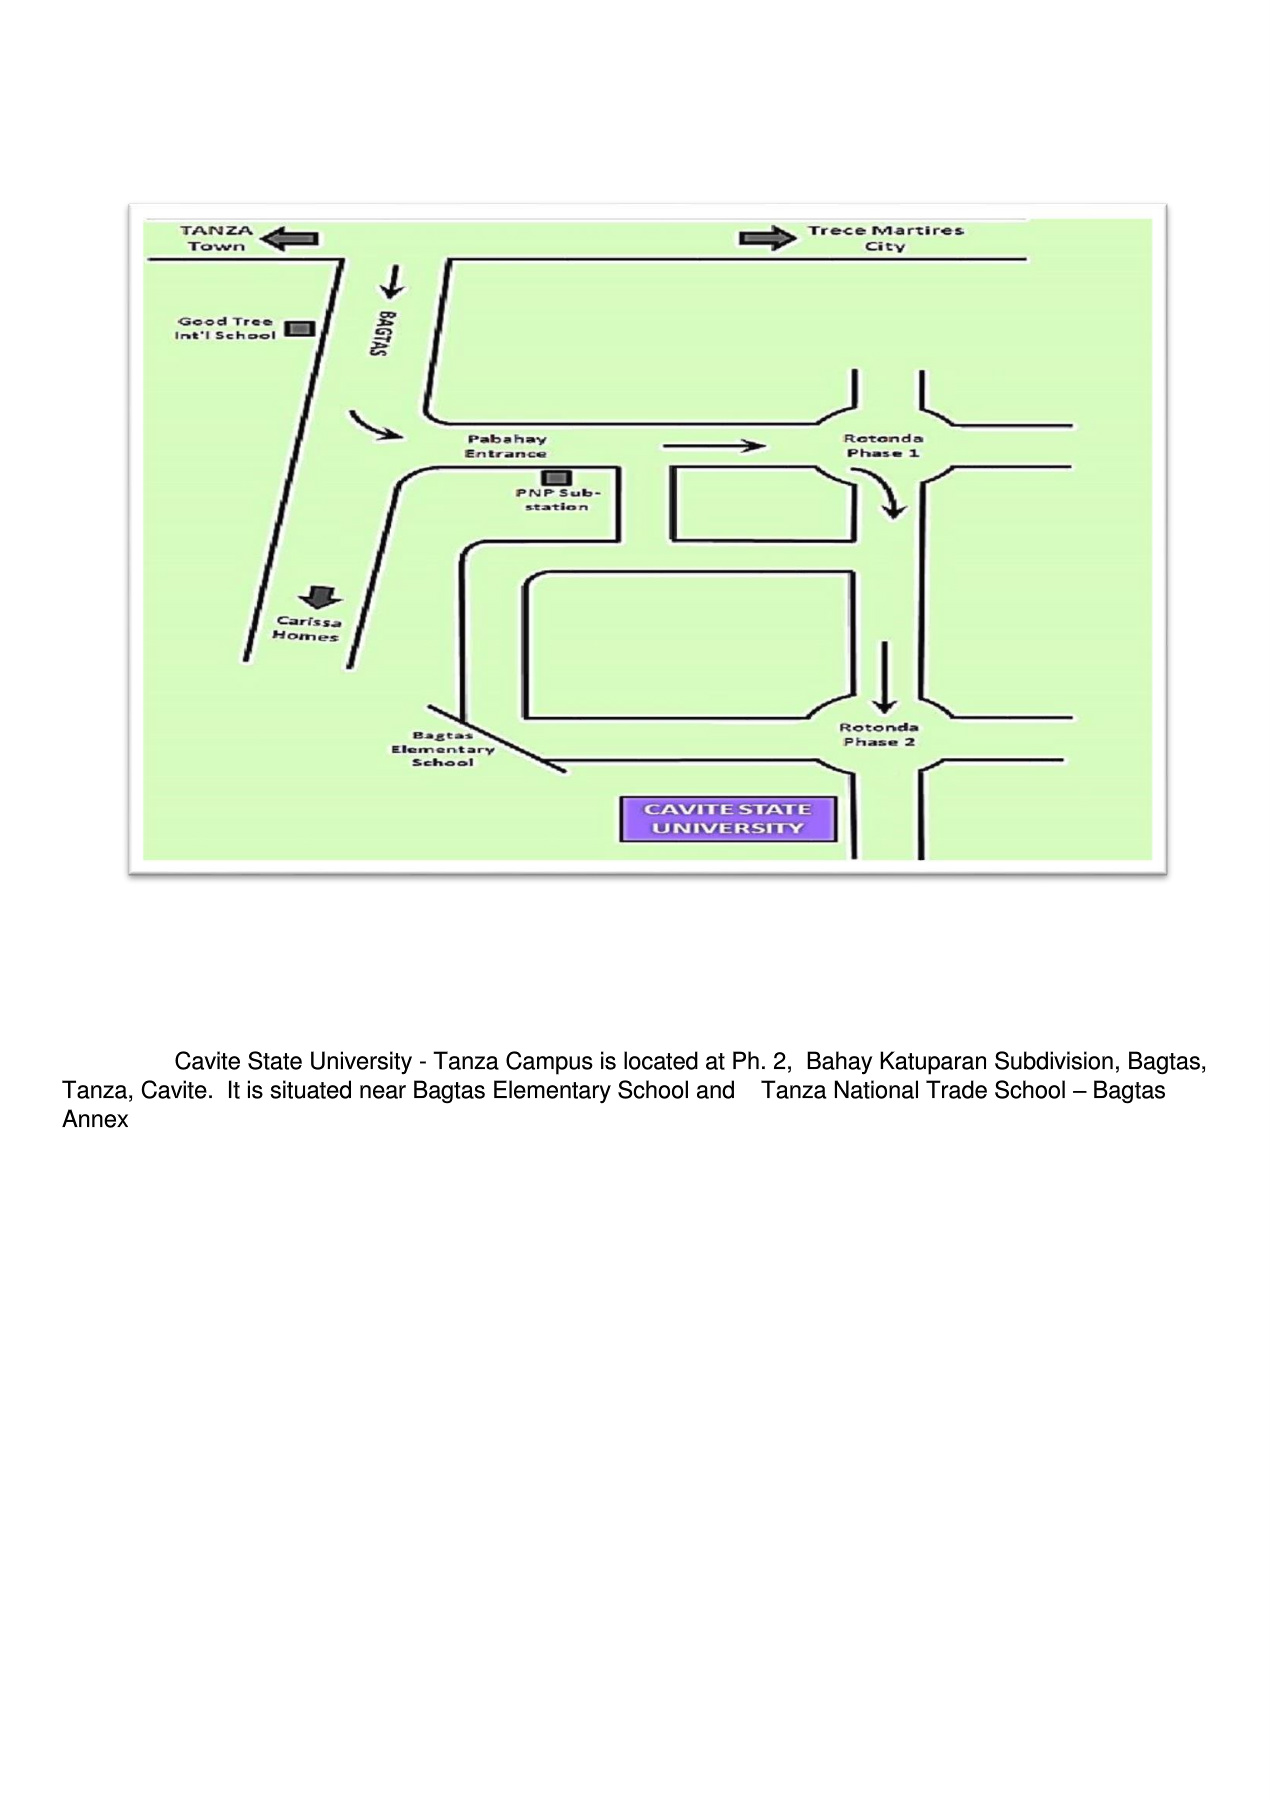 TANZA
Town
Trece Martires
City
Good Tree
Int'l School
BAGTAS
Pabahay
Entrance
Rotonda
Phase 1
PNP Sub-
station
Carissa
Homes
Bagtas
Elementary
School
Rotonda
Phase 2
CAVITE STATE
UNIVERSITY
Cavite State University - Tanza Campus is located at Ph. 2, Bahay Katuparan Subdivision, Bagtas,
Tanza, Cavite. It is situated near Bagtas Elementary School and Tanza National Trade School – Bagtas
Annex